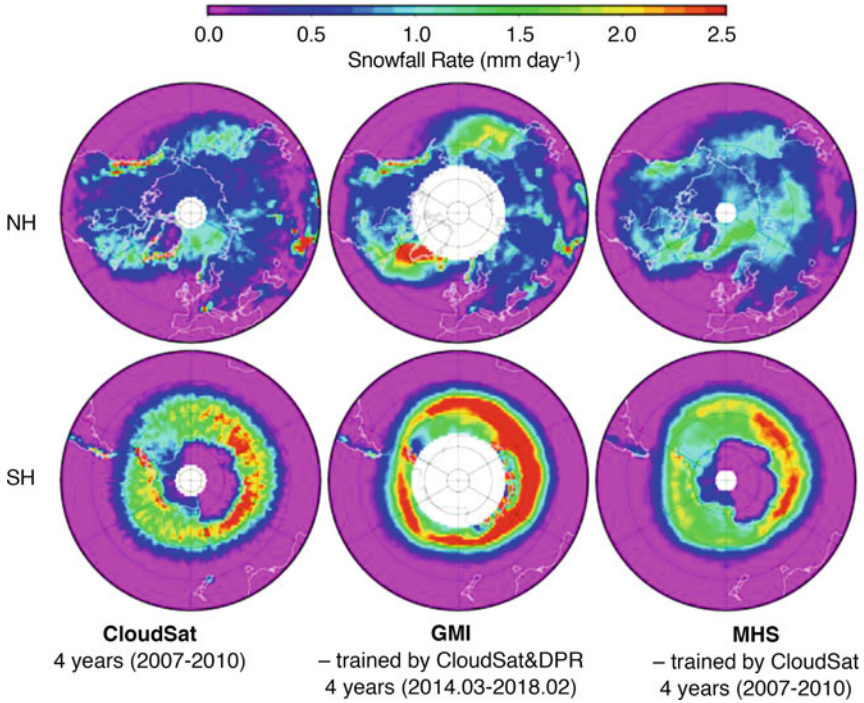 0.0 0.5 1.0 1.5 2.0 2.5
Snowfall Rate (mm day-1)
NH
SH
CloudSat
4 years (2007-2010)
GMI
– trained by CloudSat&DPR
4 years (2014.03-2018.02)
MHS
– trained by CloudSat
4 years (2007-2010)